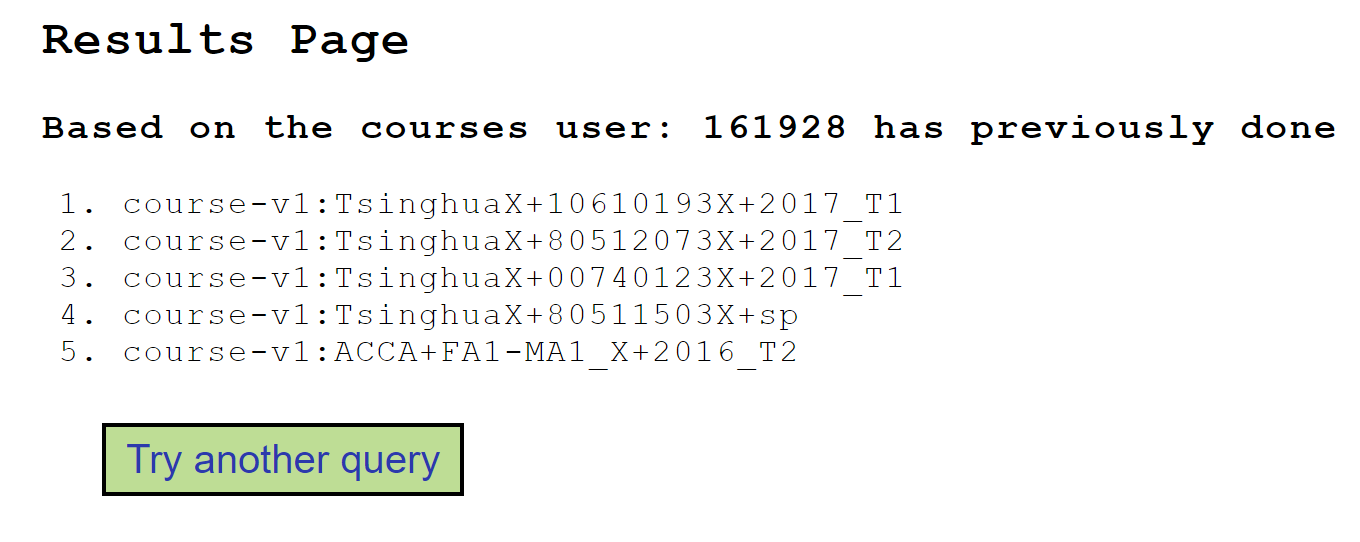 Results Page
Based on the courses user: 161928 has previously done
1. course-v1:TsinghuaX+10610193X+2017_T1
2. course-v1:TsinghuaX+80512073X+2017_T2
3. course-v1:TsinghuaX+00740123X+2017_T1
4. course-v1:TsinghuaX+80511503X+sp
5. course-v1:ACCA+FA1-MA1_X+2016_T2
Try another query